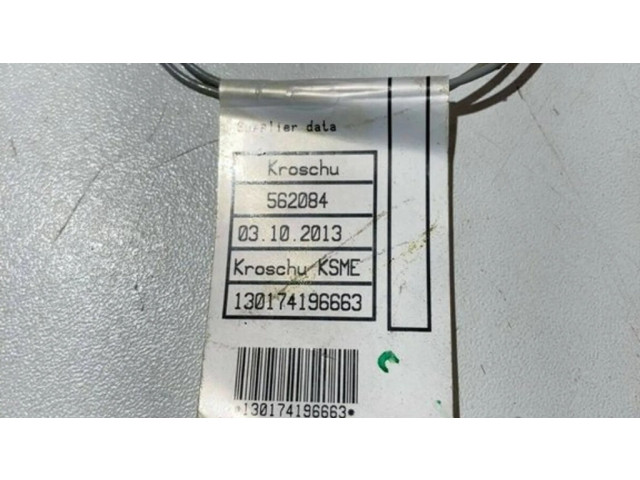 Supplier data
Kroschu
562084
03.10.2013
Kroschu KSME
130174196663
*130174196663*